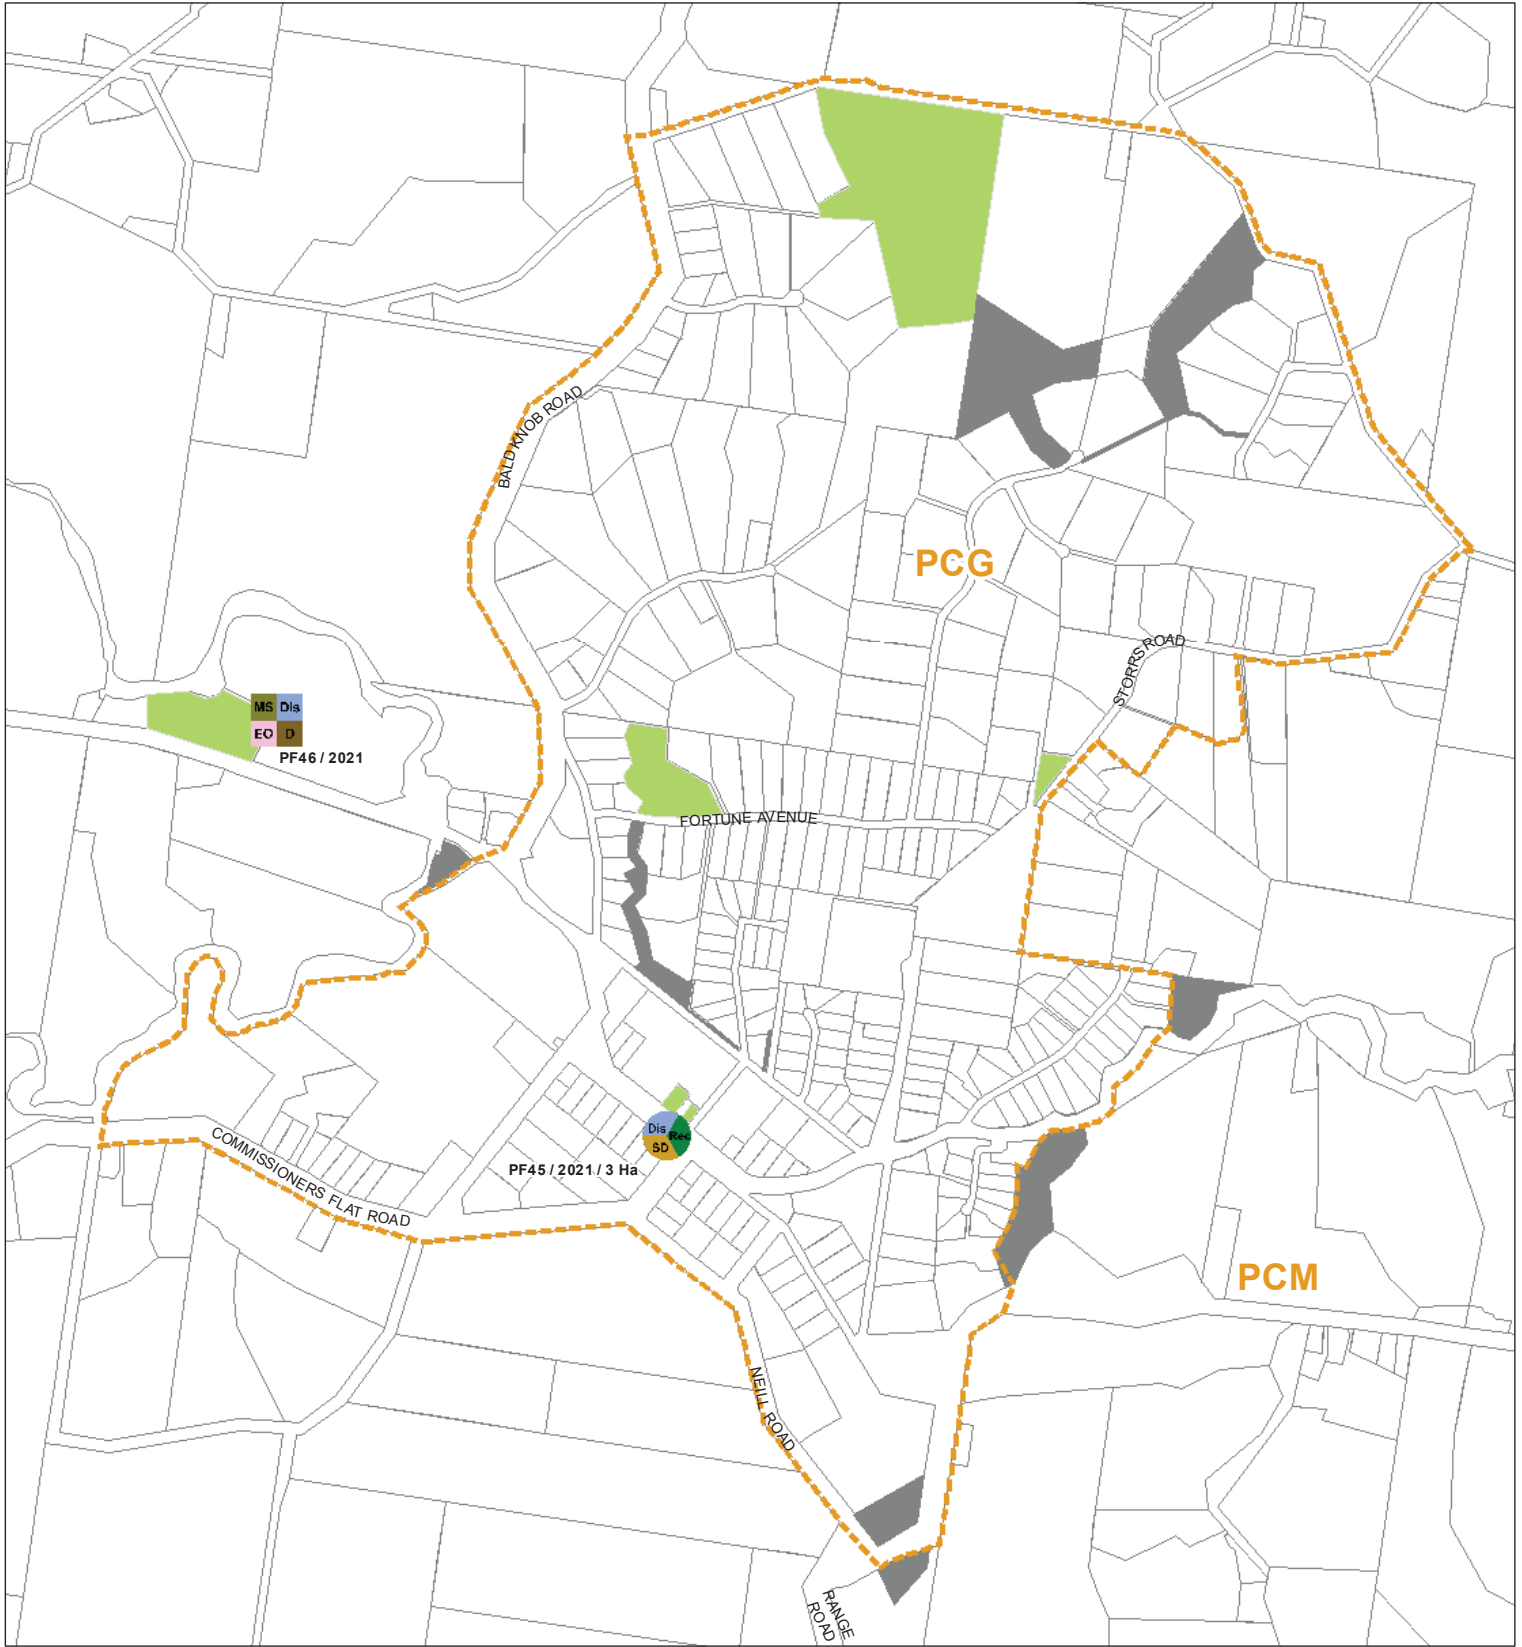 BALD KNOB ROAD
PCG
STORRS ROAD
MS Dis
EO D
PF46 / 2021
FORTUNE AVENUE
Dis
Rec
SD
PF45 / 2021 / 3 Ha
COMMISSIONERS FLAT ROAD
PCM
NEILL ROAD
RANGE
ROAD